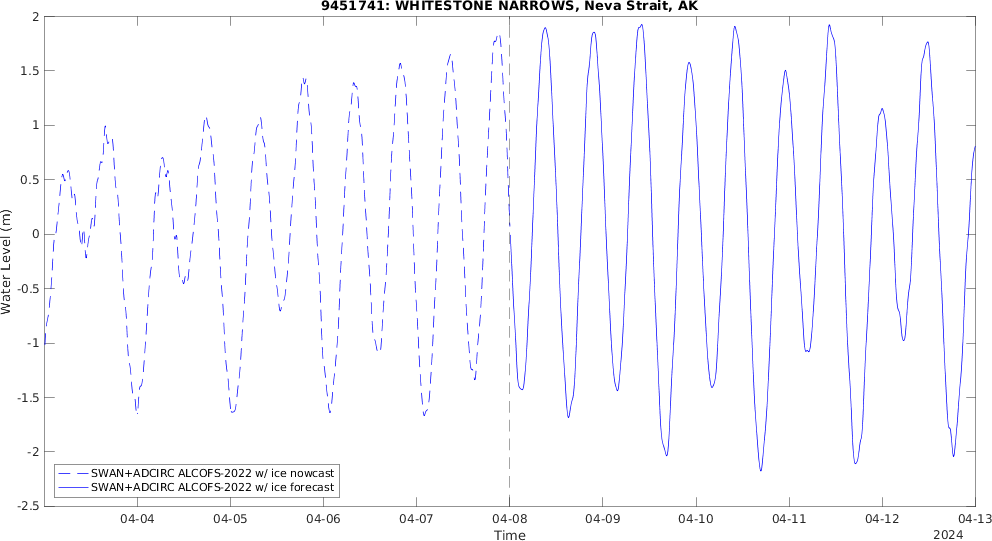 9451741: WHITESTONE NARROWS, Neva Strait, AK
2
1.5
1
0.5
0
-0.5
-1
-1.5
-2
-2.5
Water Level (m)
SWAN+ADCIRC ALCOFS-2022 w/ ice nowcast
SWAN+ADCIRC ALCOFS-2022 w/ ice forecast
04-04 04-05 04-06 04-07 04-08 04-09 04-10 04-11 04-12 04-13
Time
2024